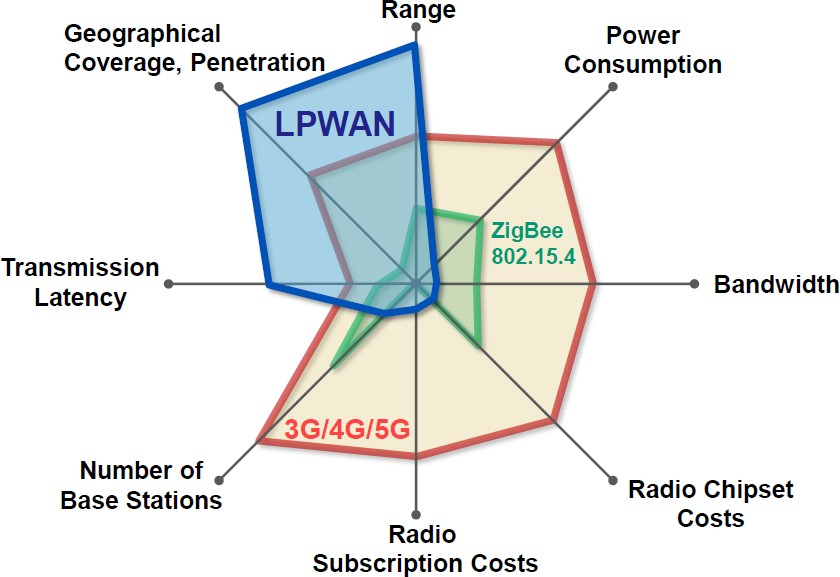 Range
Geographical
Coverage, Penetration
Power
Consumption
LPWAN
ZigBee
802.15.4
Transmission
Latency
Bandwidth
3G/4G/5G
Number of
Base Stations
Radio Chipset
Costs
Radio
Subscription Costs